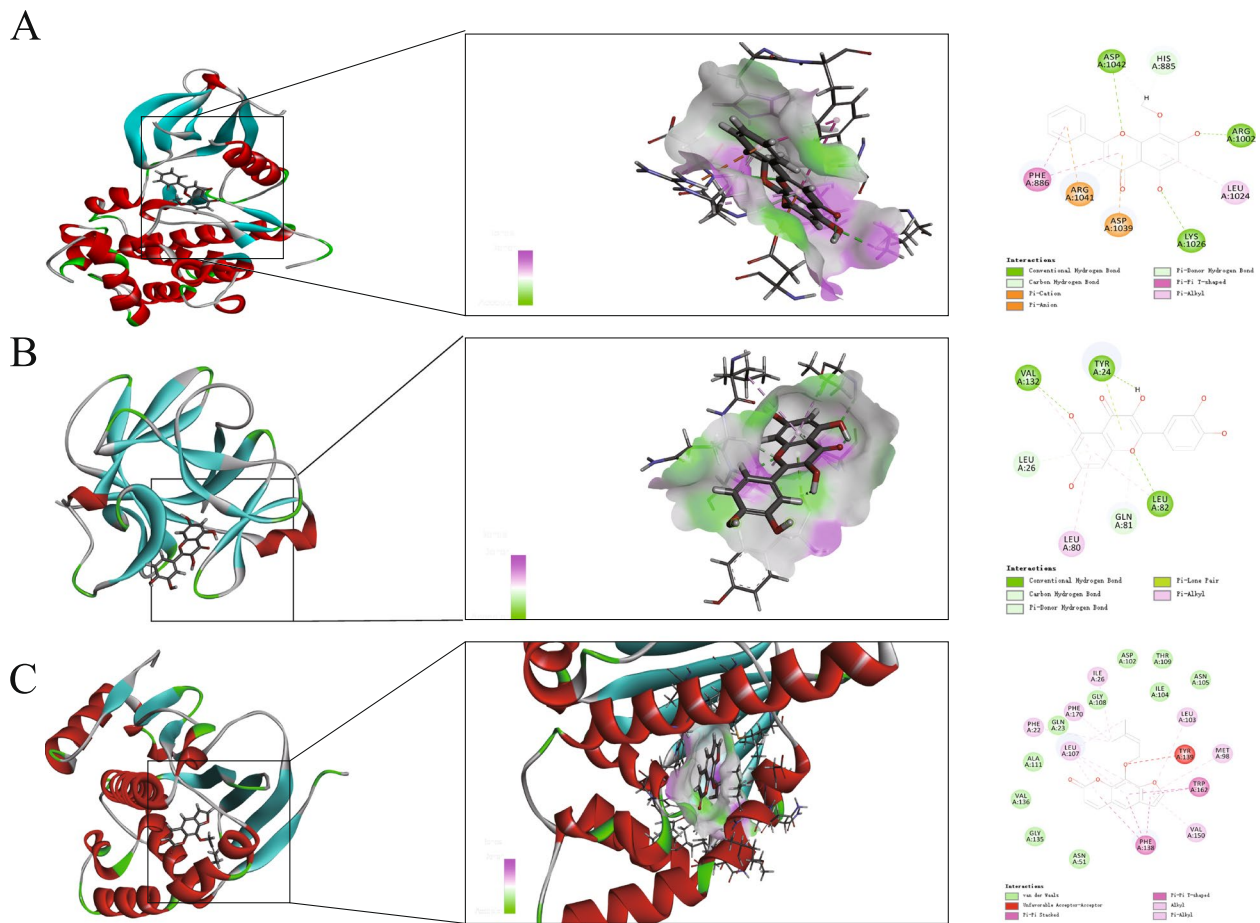 A
ASP
A:1042
HIS
A:885
H
O
O
O
ARG
A:1002
O
PHE
A:886
ARG
A:1041
ASP
A:1039
O
O
LEU
A:1024
LYS
A:1026
Interactions
Conventional Hydrogen Bond
Carbon Hydrogen Bond
Pi-Cation
Pi-Anion
Pi-Donor Hydrogen Bond
Pi-Pi T-shaped
Pi-Alkyl
B
VAL
A:132
TYR
A:24
H
O
O
O
O
O
O
O
LEU
A:26
LEU
A:82
GLN
A:81
LEU
A:80
Interactions
Conventional Hydrogen Bond
Carbon Hydrogen Bond
Pi-Donor Hydrogen Bond
Pi-Lone Pair
Pi-Alkyl
C
ASP
A:102
THR
A:109
ILE
A:26
ASN
A:105
GLY
A:108
ILE
A:104
PHE
A:170
LEU
A:103
PHE
A:22
GLN
A:23
LEU
A:107
TYR
A:139
MET
A:98
ALA
A:111
O
O
O
O
TRP
A:162
VAL
A:136
VAL
A:150
GLY
A:135
PHE
A:138
ASN
A:51
Interactions
van der Waals
Unfavorable Acceptor-Acceptor
Pi-Pi Stacked
Pi-Pi T-shaped
Alkyl
Pi-Alkyl